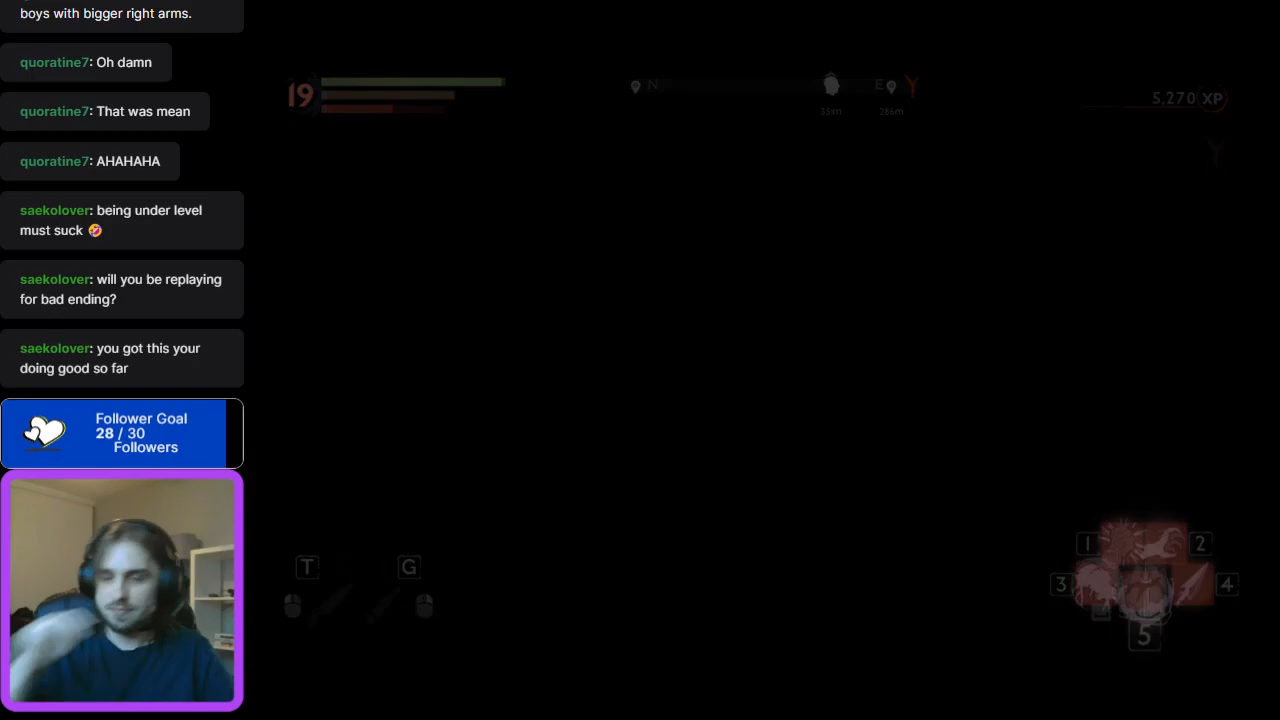 boys with bigger right arms.
quoratine7: Oh damn
quoratine7: That was mean
quoratine7: AHAHAHA
saekolover: being under level
must suck 🤣
saekolover: will you be replaying
for bad ending?
saekolover: you got this your
doing good so far
Follower Goal
28 / 30
Followers
19
N
E
33m
286m
5,270 XP
T
G
1
2
3
4
5